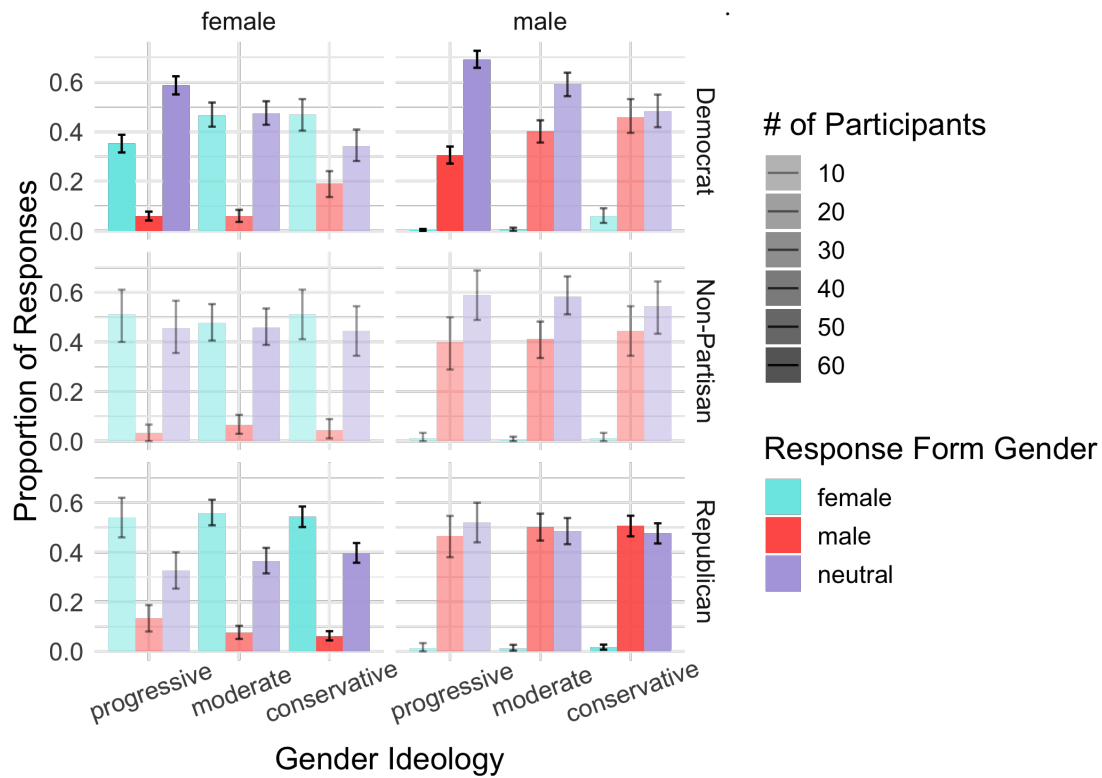 female male .
0.6
0.4
0.2
0.0
Democrat
0.6
0.4
0.2
0.0
Non-Partisan
0.6
0.4
0.2
0.0
Republican
progressive moderate conservative progressive moderate conservative
Gender Ideology
Proportion of Responses
# of Participants
10
20
30
40
50
60
Response Form Gender
female
male
neutral